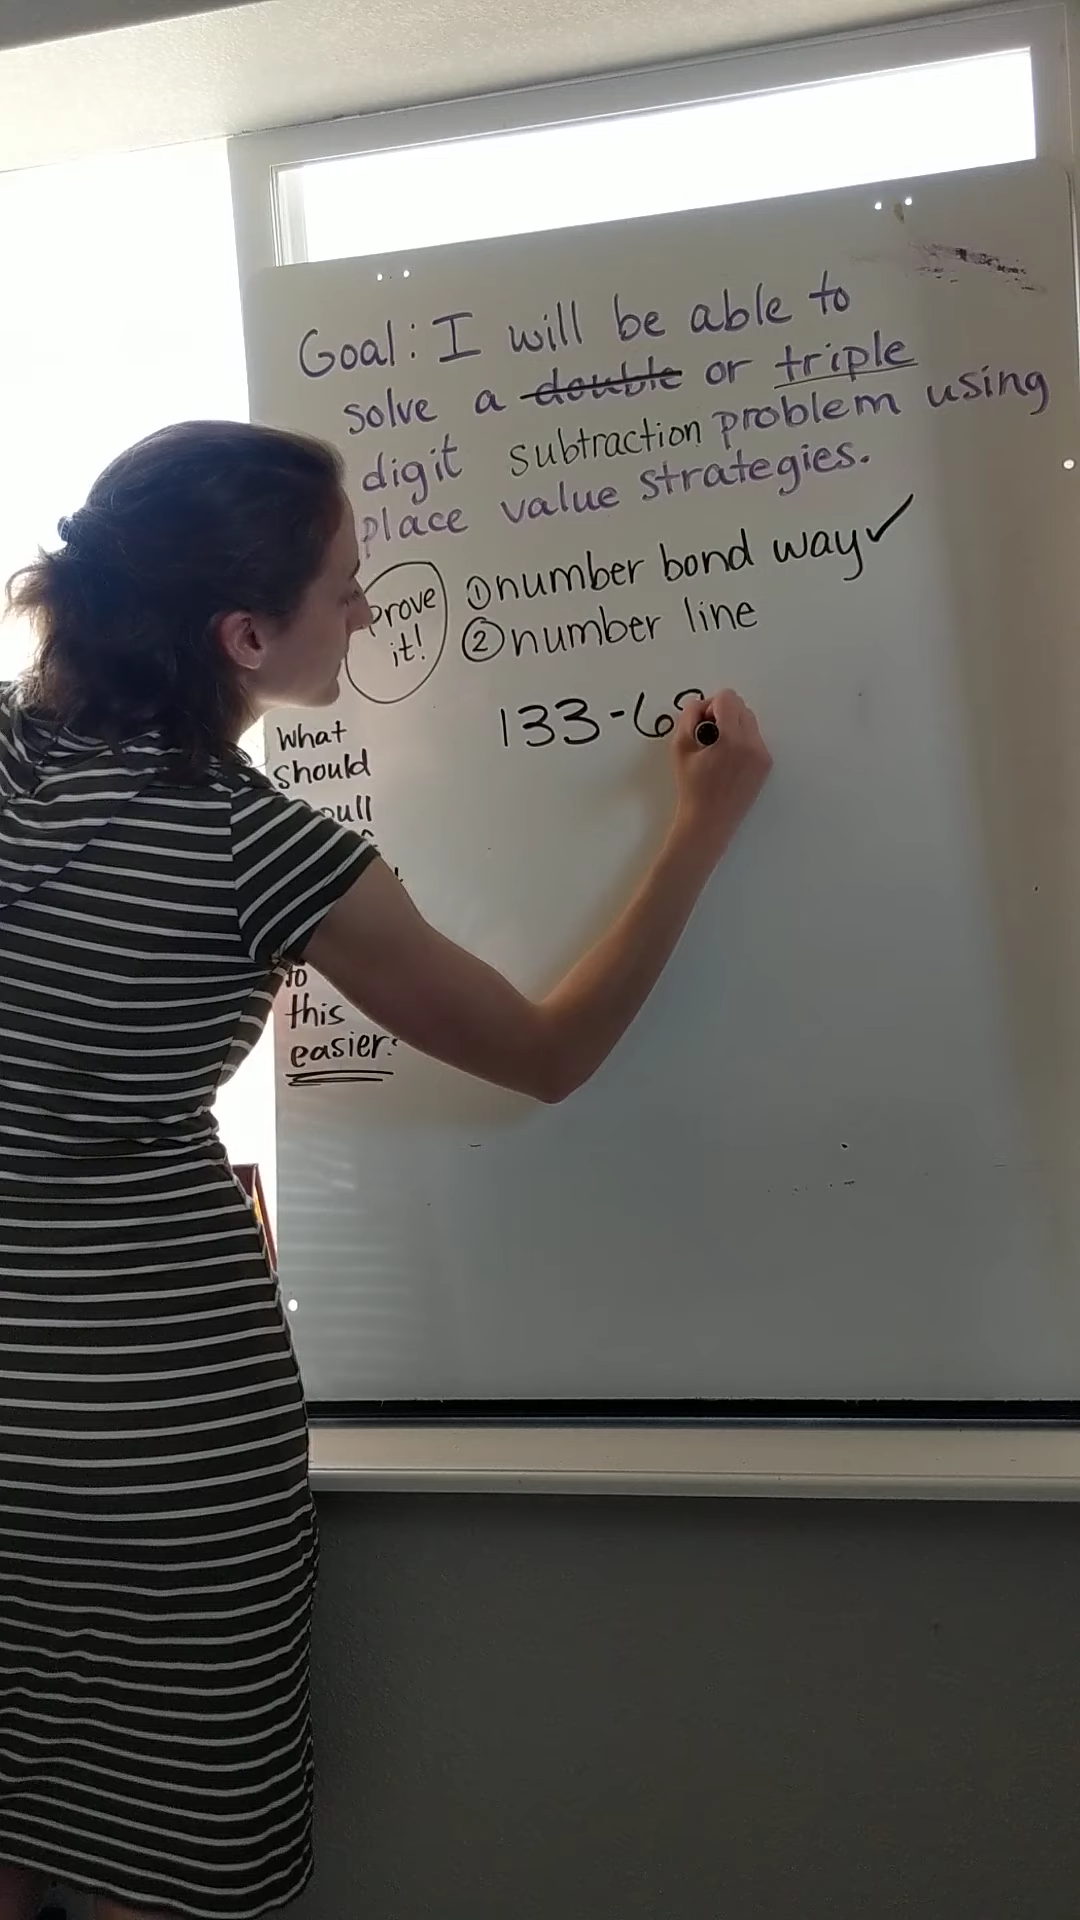 Goal: I will be able to
solve a double or triple
digit subtraction problem using
place value strategies.
prove
it!
①number bond way✓
②number line
133-6
what
should
to
this
easier